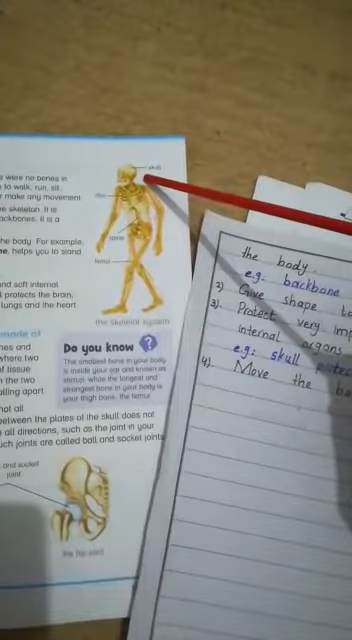 skull
s were no bones in
to walk, run, sit,
r make any movement
ribs
he skeleton. It is
ackbones. It is a
the body. For example,
ne, helps you to stand
femur
and soft internal
l protects the brain,
lungs and the heart
the skeletal system
made of
nes and
where two
of tissue
n the two
alling apart
not all
Do you know ?
The smallest bone in your body
is inside your ear and known as
stirrup, while the longest and
strongest bone in your body is
your thigh bone, the femur
between the plates of the skull does not
all directions, such as the joint in your
uch joints are called ball and socket joints
and socket
joint
the hip joint
the body.
e.g. backbone
2) Give shape to
3) Protect very imp
internal organs
e.g: skull protec
4) Move the bo